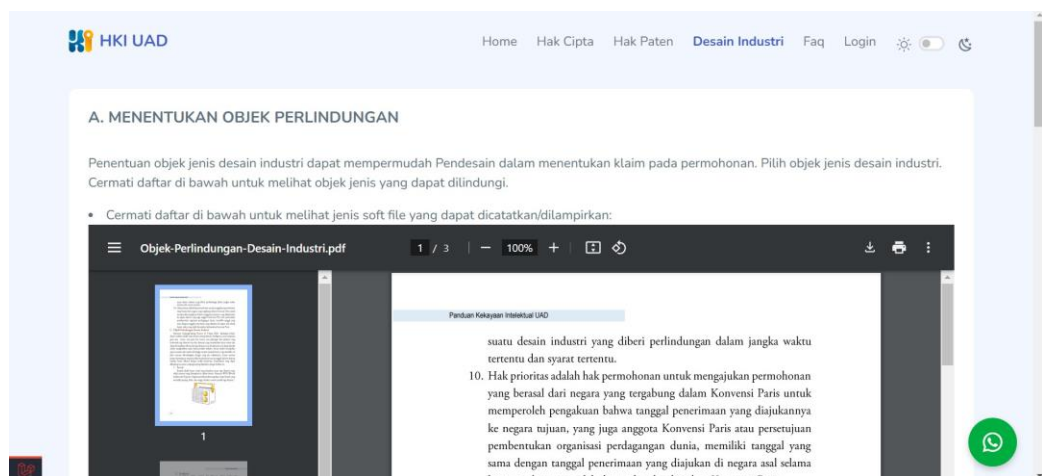 HKI UAD
Home Hak Cipta Hak Paten Desain Industri Faq Login
A. MENENTUKAN OBJEK PERLINDUNGAN
Penentuan objek jenis desain industri dapat mempermudah Pendesain dalam menentukan klaim pada permohonan. Pilih objek jenis desain industri.
Cermati daftar di bawah untuk melihat objek jenis yang dapat dilindungi.
• Cermati daftar di bawah untuk melihat jenis soft file yang dapat dicatatkan/dilampirkan:
Objek-Perlindungan-Desain-Industri.pdf 1 / 3 | − 100% + |
Panduan Kekayaan Intelektual UAD
suatu desain industri yang diberi perlindungan dalam jangka waktu
tertentu dan syarat tertentu.
10. Hak prioritas adalah hak permohonan untuk mengajukan permohonan
yang berasal dari negara yang tergabung dalam Konvensi Paris untuk
memperoleh pengakuan bahwa tanggal penerimaan yang diajukannya
ke negara tujuan, yang juga anggota Konvensi Paris atau persetujuan
pembentukan organisasi perdagangan dunia, memiliki tanggal yang
sama dengan tanggal penerimaan yang diajukan di negara asal selama
1